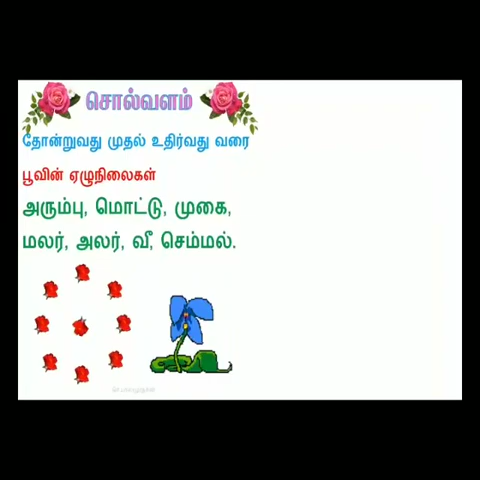 சொல்வளம்
தோன்றுவது முதல் உதிர்வது வரை
பூவின் ஏழுநிலைகள்
அரும்பு, மொட்டு, முகை,
மலர், அலர், வீ, செம்மல்.